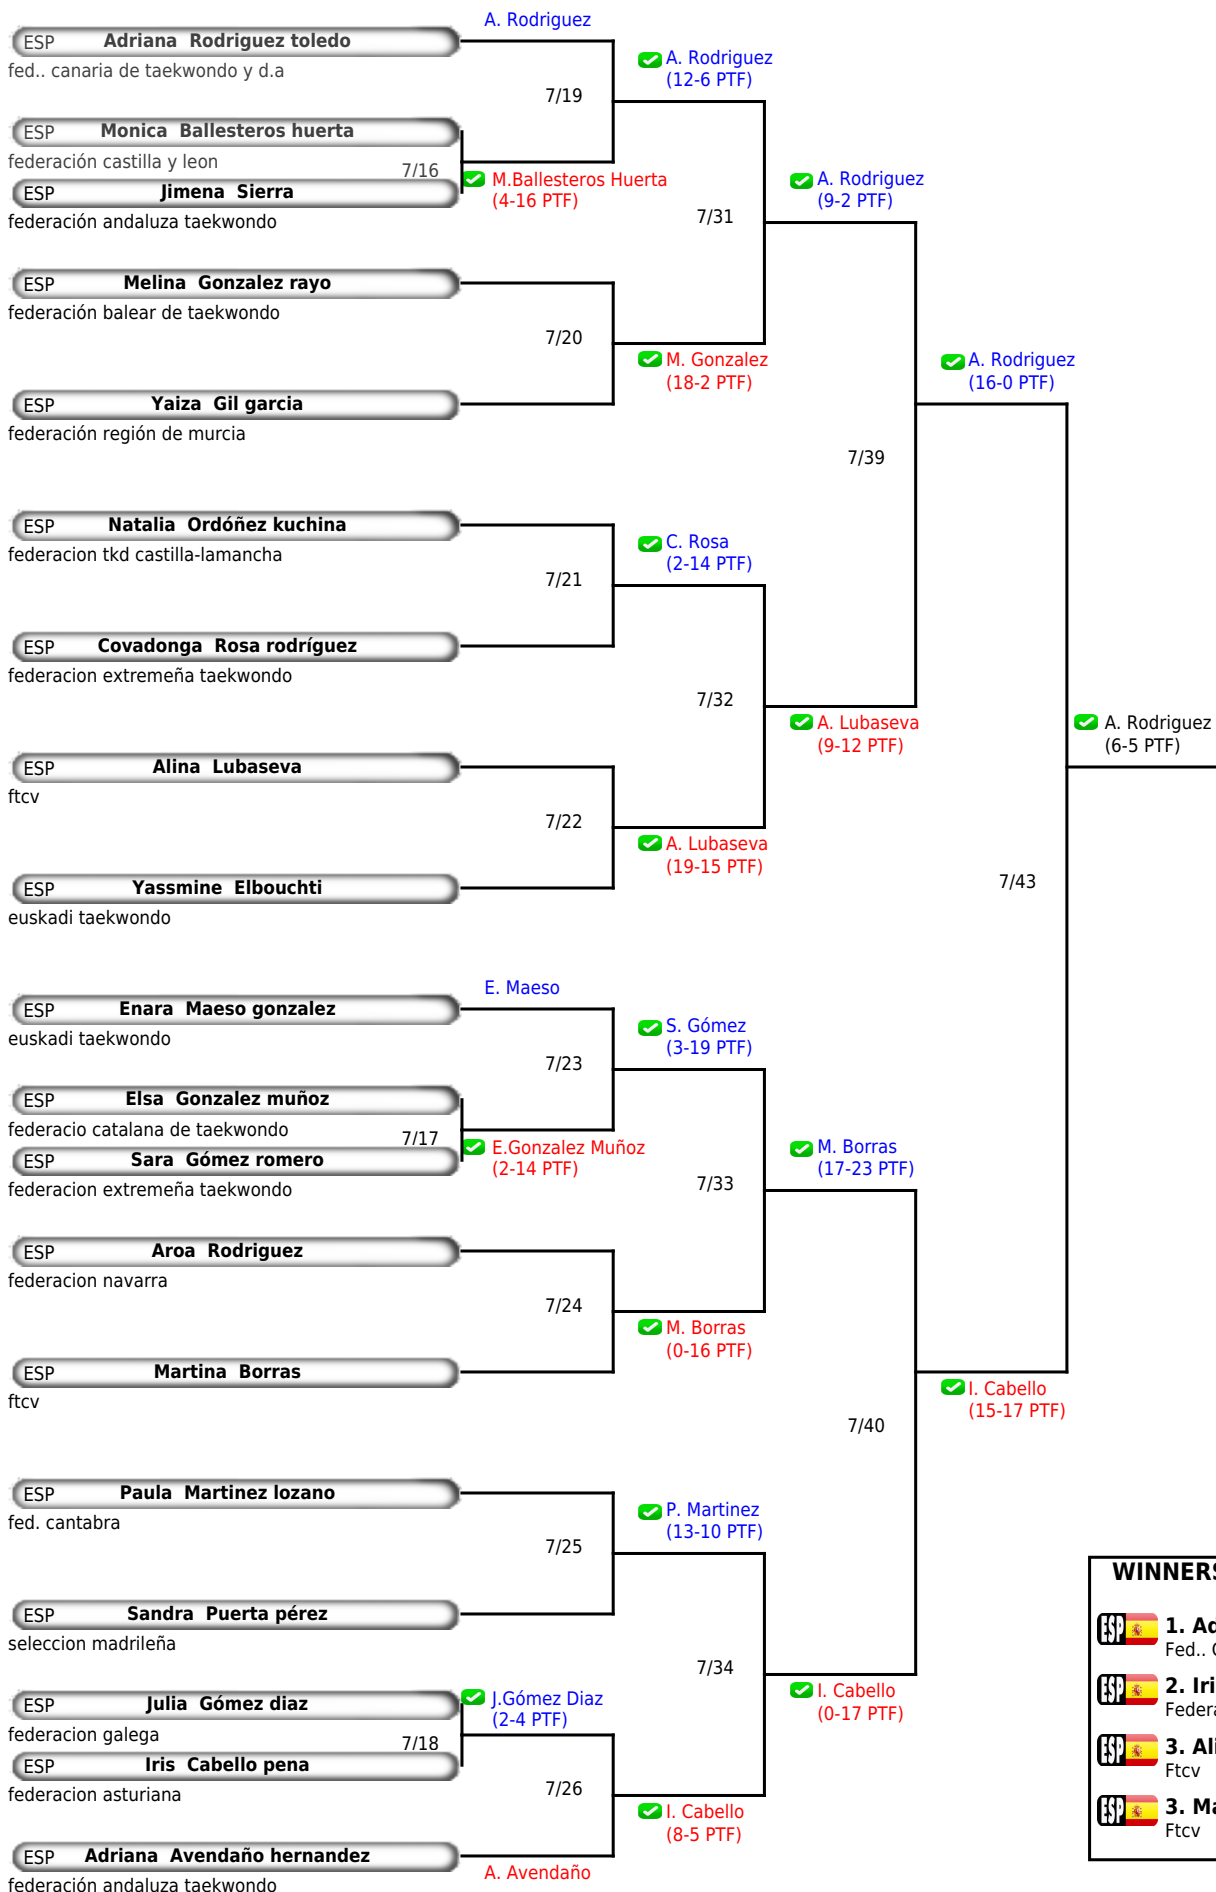 A. Rodriguez
ESP Adriana Rodriguez toledo
fed.. canaria de taekwondo y d.a
A. Rodriguez
(12-6 PTF)
7/19
ESP Monica Ballesteros huerta
federación castilla y leon
7/16
M.Ballesteros Huerta
(4-16 PTF)
ESP Jimena Sierra
federación andaluza taekwondo
A. Rodriguez
(9-2 PTF)
7/31
ESP Melina Gonzalez rayo
federación balear de taekwondo
7/20
M. Gonzalez
(18-2 PTF)
A. Rodriguez
(16-0 PTF)
ESP Yaiza Gil garcia
federación región de murcia
7/39
ESP Natalia Ordóñez kuchina
federacion tkd castilla-lamancha
C. Rosa
(2-14 PTF)
7/21
ESP Covadonga Rosa rodríguez
federacion extremeña taekwondo
7/32
A. Lubaseva
(9-12 PTF)
A. Rodriguez
(6-5 PTF)
ESP Alina Lubaseva
ftcv
7/22
A. Lubaseva
(19-15 PTF)
ESP Yassmine Elbouchti
euskadi taekwondo
7/43
E. Maeso
ESP Enara Maeso gonzalez
euskadi taekwondo
S. Gómez
(3-19 PTF)
7/23
ESP Elsa Gonzalez muñoz
federacio catalana de taekwondo
7/17
E.Gonzalez Muñoz
(2-14 PTF)
ESP Sara Gómez romero
federacion extremeña taekwondo
M. Borras
(17-23 PTF)
7/33
ESP Aroa Rodriguez
federacion navarra
7/24
M. Borras
(0-16 PTF)
ESP Martina Borras
ftcv
I. Cabello
(15-17 PTF)
7/40
ESP Paula Martinez lozano
fed. cantabra
P. Martinez
(13-10 PTF)
7/25
ESP Sandra Puerta pérez
seleccion madrileña
7/34
ESP Julia Gómez diaz
federacion galega
7/18
J.Gómez Diaz
(2-4 PTF)
ESP Iris Cabello pena
federacion asturiana
I. Cabello
(0-17 PTF)
7/26
I. Cabello
(8-5 PTF)
ESP Adriana Avendaño hernandez
federación andaluza taekwondo
A. Avendaño
WINNERS
ESP 1. Ad
Fed.. C
ESP 2. Iri
Federa
ESP 3. Ali
Ftcv
ESP 3. Ma
Ftcv